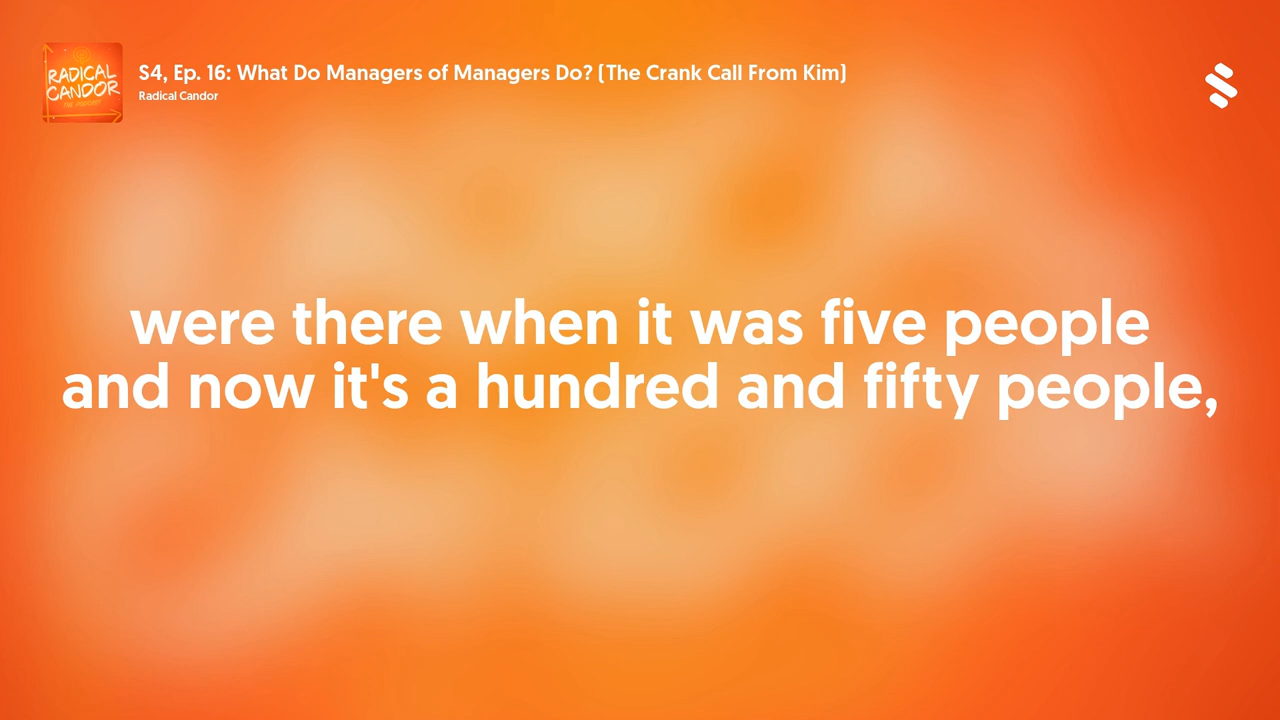 RADICAL
CANDOR
S4, Ep. 16: What Do Managers of Managers Do? (The Crank Call From Kim)
Radical Candor
were there when it was five people
and now it's a hundred and fifty people,